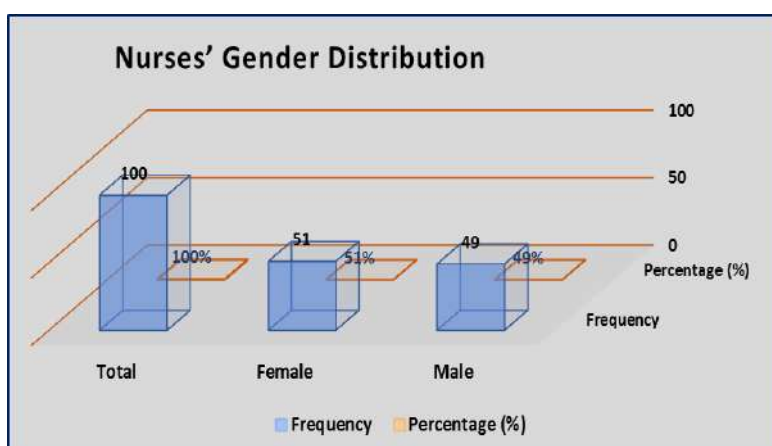 Nurses' Gender Distribution
100
50
0
100
51
49
100%
51%
49%
Percentage (%)
Frequency
Total Female Male
Frequency Percentage (%)